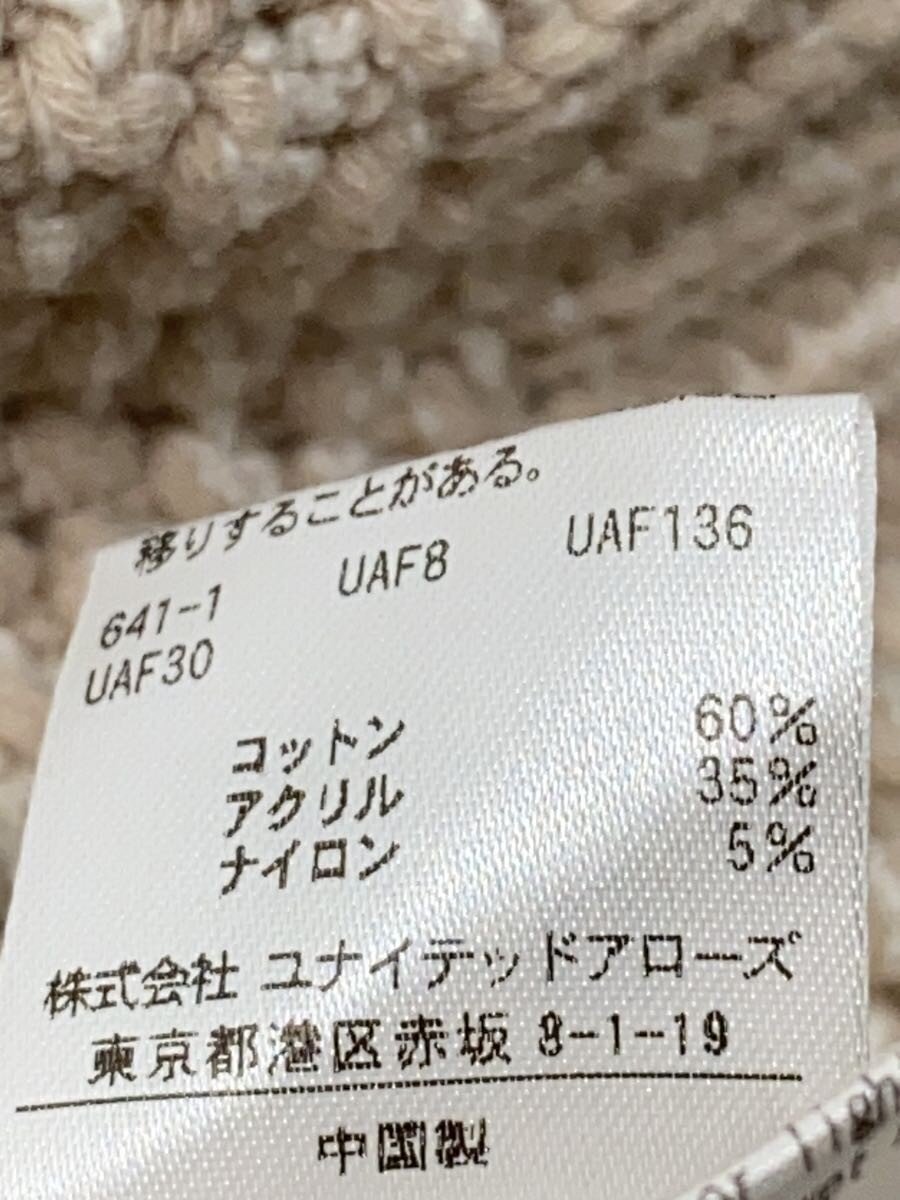 移りすることがある。
641-1 UAF8 UAF136
UAF30
コットン 60%
アクリル 35%
ナイロン 5%
株式会社 ユナイテッドアローズ
東京都港区赤坂 8-1-19
中国製